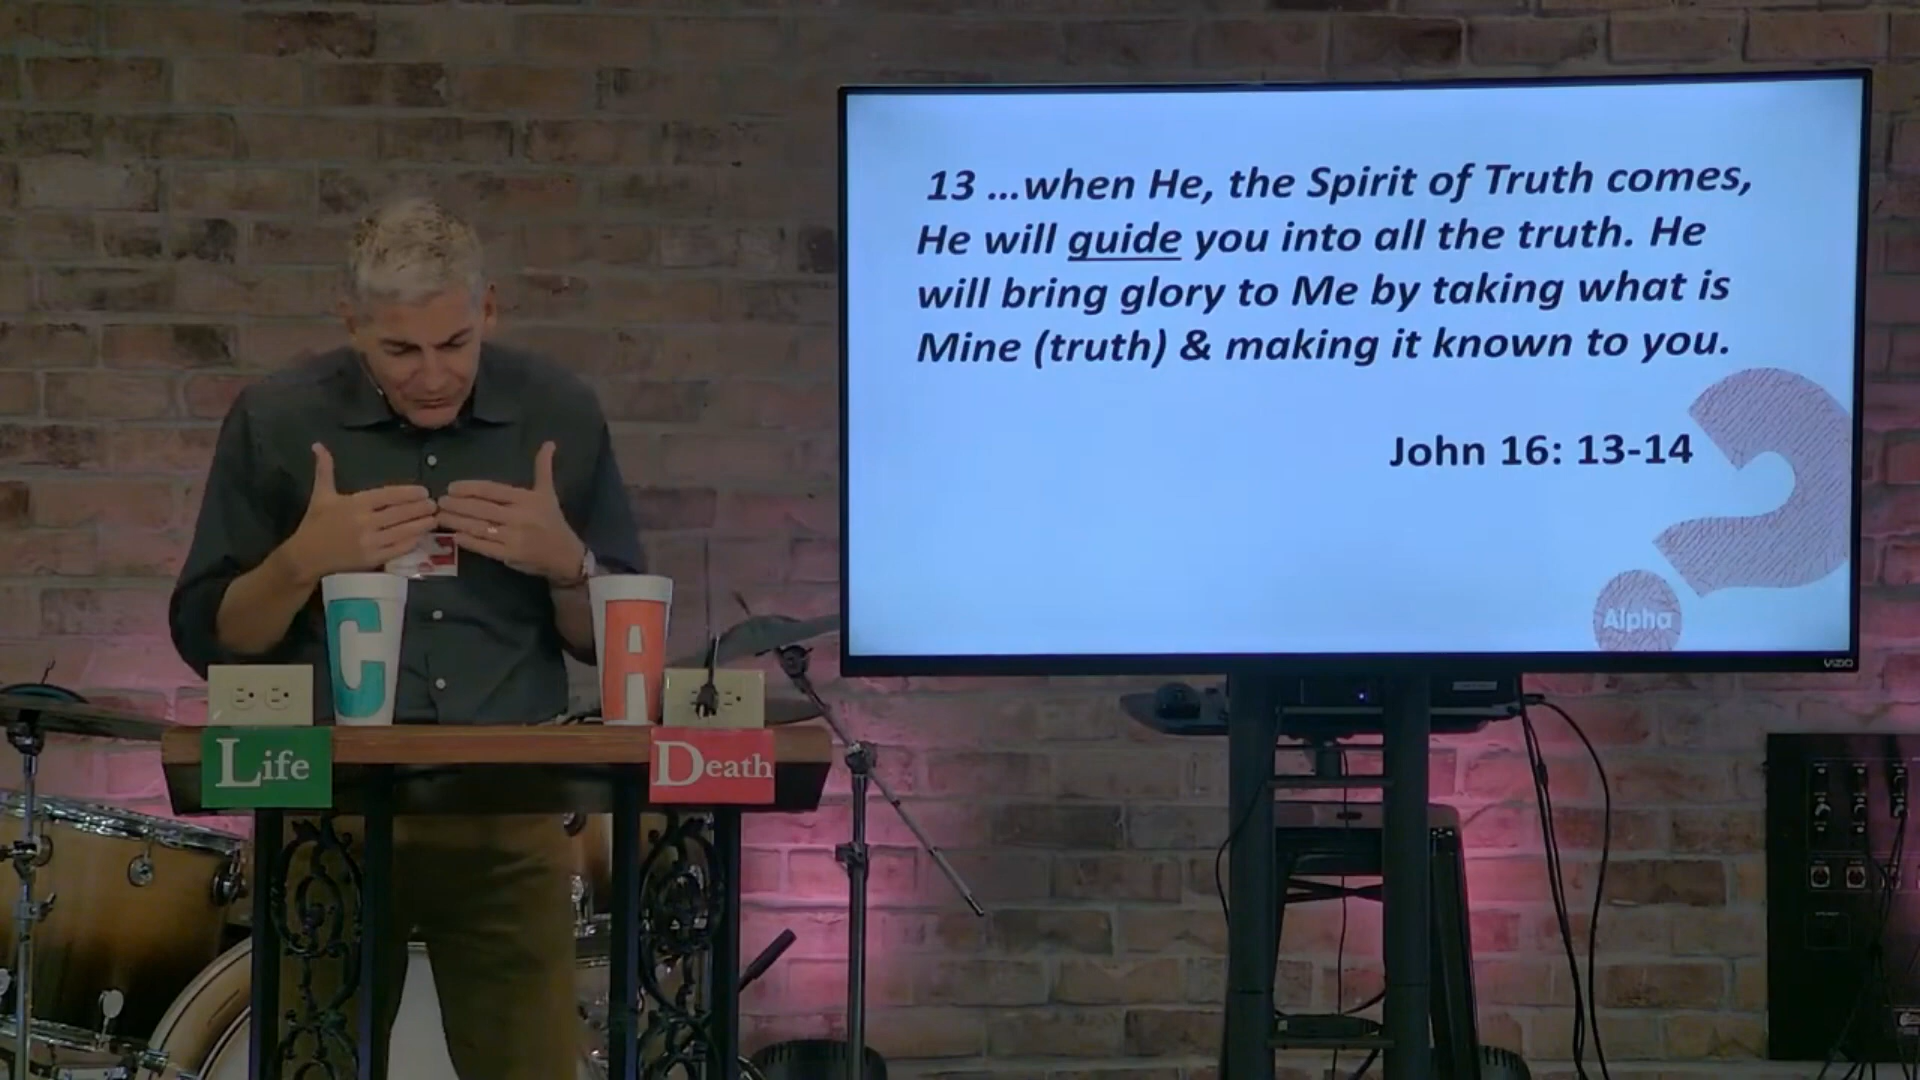 13 ...when He, the Spirit of Truth comes,
He will guide you into all the truth. He
will bring glory to Me by taking what is
Mine (truth) & making it known to you.
John 16: 13-14
Alpha
VIZIO
C
A
Life
Death